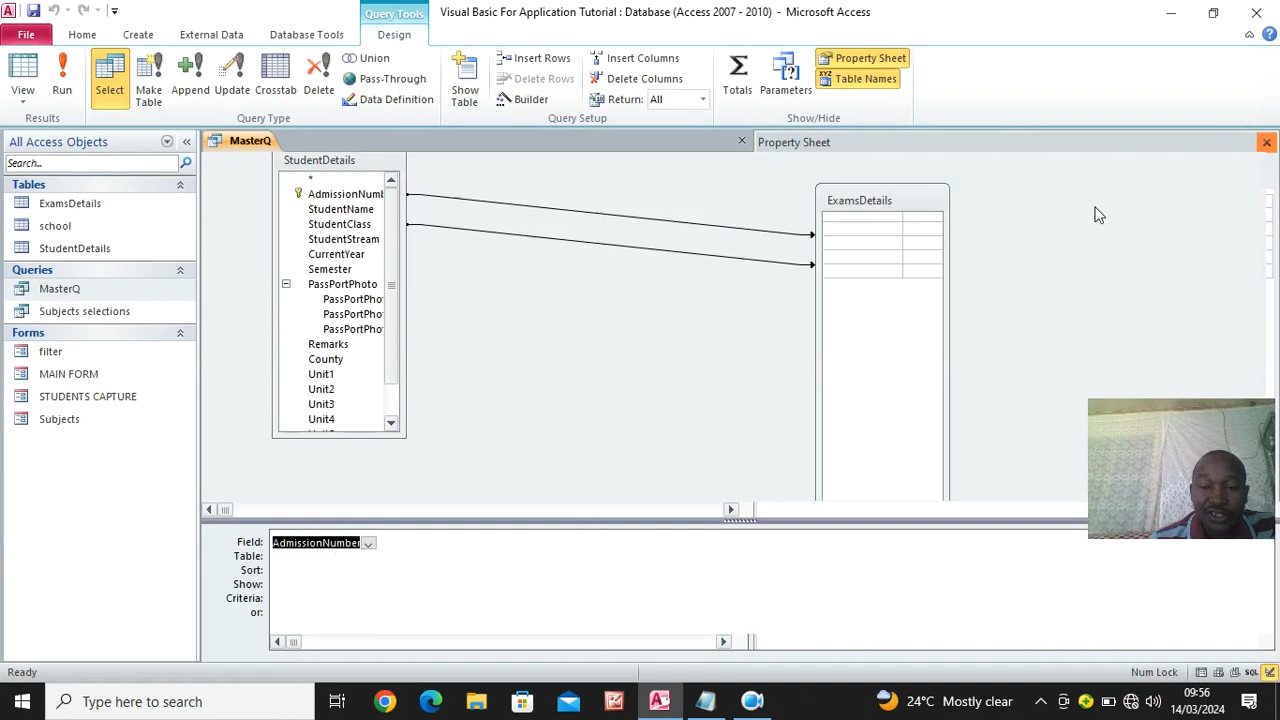 Query Tools
Visual Basic For Application Tutorial : Database (Access 2007 - 2010) - Microsoft Access
File
Home
Create
External Data
Database Tools
Design
View
Run
Select
Make
Table
Append
Update
Crosstab
Delete
Union
Pass-Through
Data Definition
Show
Table
Insert Rows
Delete Rows
Builder
Insert Columns
Delete Columns
Return:
All
Totals
Parameters
Property Sheet
Table Names
Results
Query Type
Query Setup
Show/Hide
All Access Objects
Search...
Tables
ExamsDetails
school
StudentDetails
Queries
MasterQ
Subjects selections
Forms
filter
MAIN FORM
STUDENTS CAPTURE
Subjects
MasterQ
Property Sheet
StudentDetails
*
AdmissionNumb
StudentName
StudentClass
StudentStream
CurrentYear
Semester
PassPortPhoto
PassPortPho
PassPortPho
PassPortPho
Remarks
County
Unit1
Unit2
Unit3
Unit4
ExamsDetails
Field:
AdmissionNumber
Table:
Sort:
Show:
Criteria:
or:
Ready
Num Lock
SQL
Type here to search
24°C Mostly clear
09:56
14/03/2024